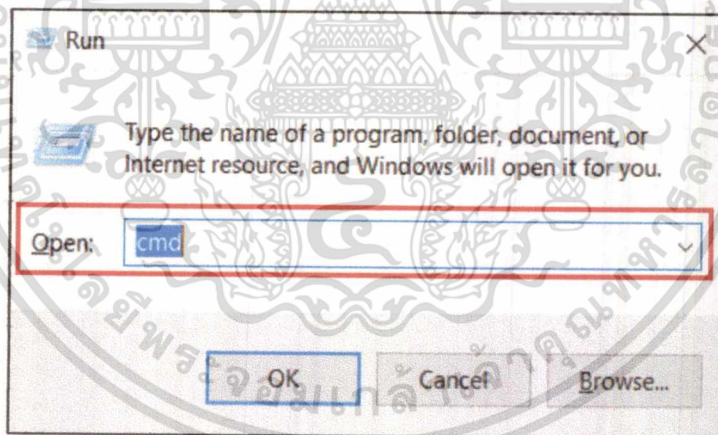 Run
Type the name of a program, folder, document, or
Internet resource, and Windows will open it for you.
Open: cmd
OK Cancel Browse...